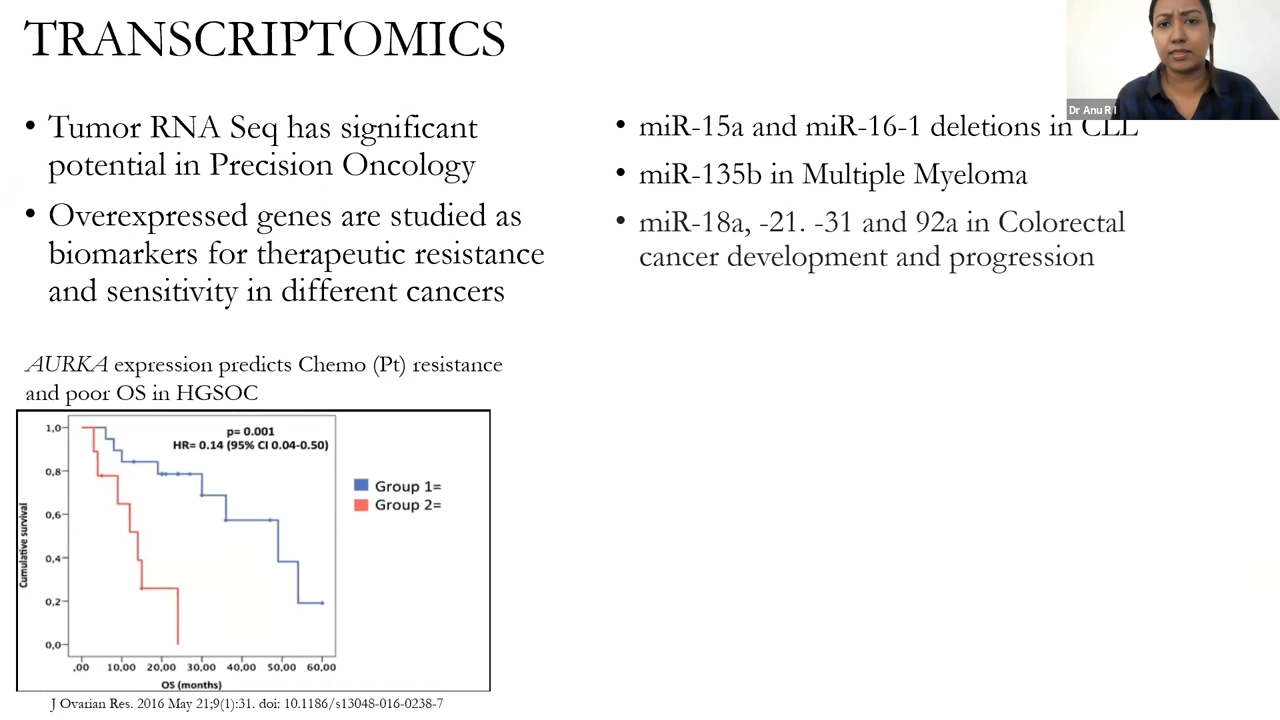 TRANSCRIPTOMICS
• Tumor RNA Seq has significant
potential in Precision Oncology
• Overexpressed genes are studied as
biomarkers for therapeutic resistance
and sensitivity in different cancers
AURKA expression predicts Chemo (Pt) resistance
and poor OS in HGSOC
p= 0.001
HR= 0.14 (95% CI 0.04-0.50)
Cumulative survival
1,0
0,8
0,6
0,4
0,2
0,0
,00 10,00 20,00 30,00 40,00 50,00 60,00
OS (months)
Group 1=
Group 2=
J Ovarian Res. 2016 May 21;9(1):31. doi: 10.1186/s13048-016-0238-7
Dr Anu R I
• miR-15a and miR-16-1 deletions in CLL
• miR-135b in Multiple Myeloma
• miR-18a, -21. -31 and 92a in Colorectal
cancer development and progression